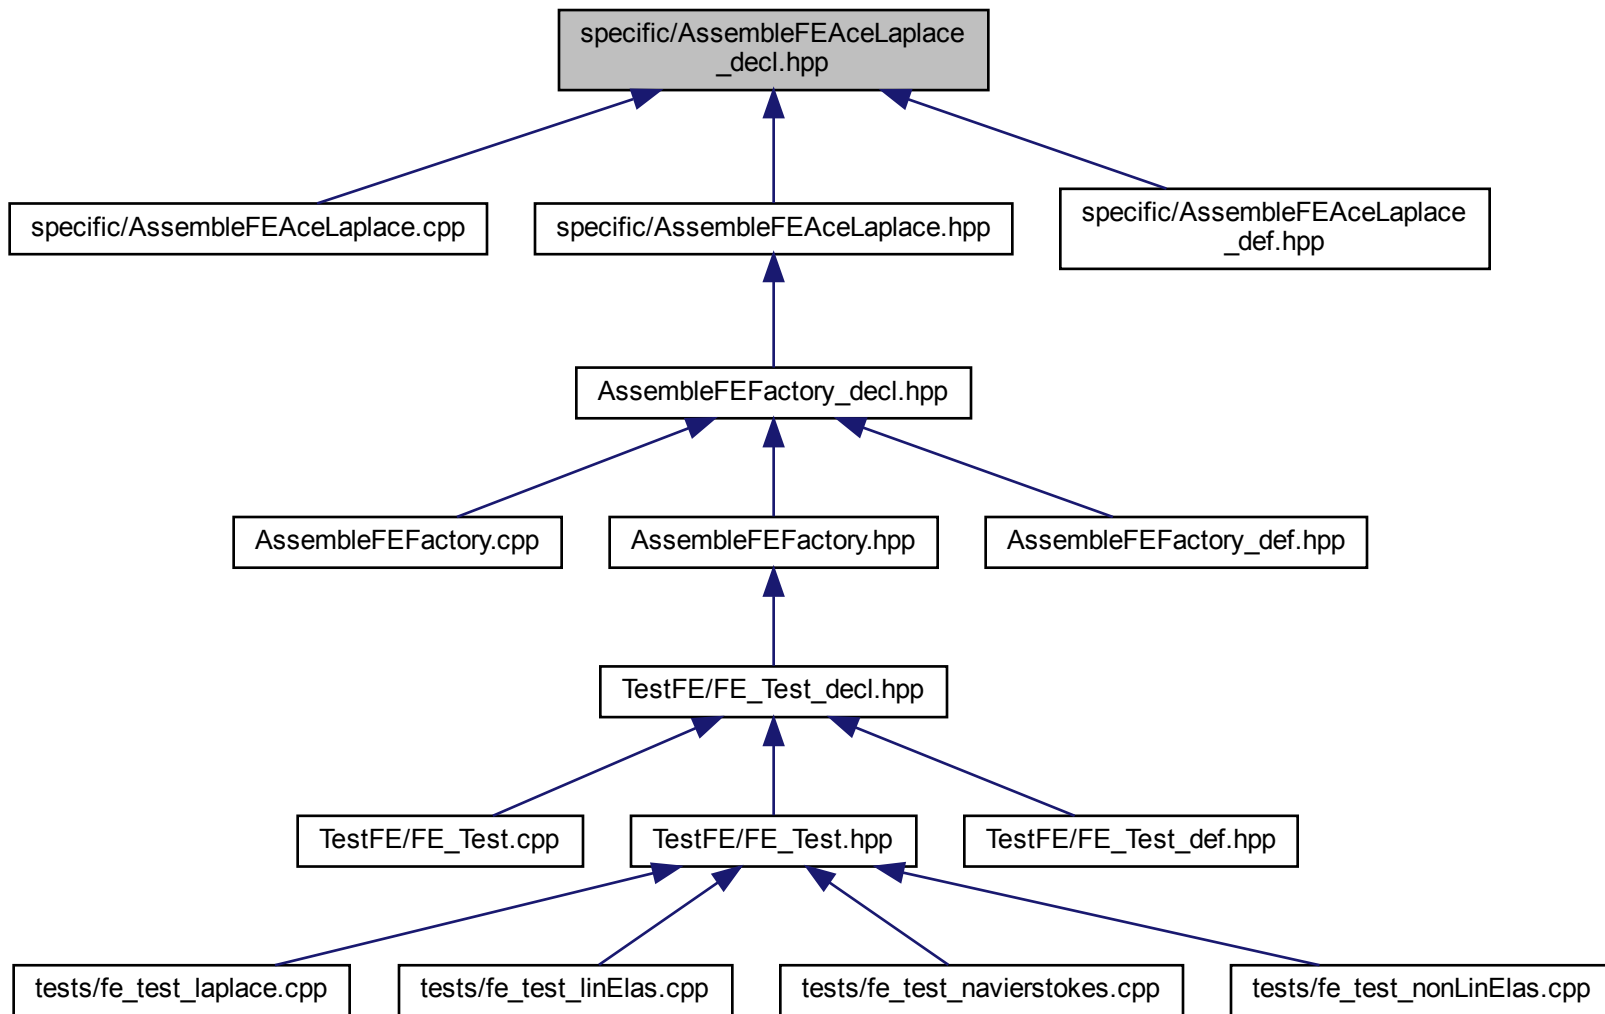 specific/AssembleFEAceLaplace
_decl.hpp
specific/AssembleFEAceLaplace.cpp
specific/AssembleFEAceLaplace.hpp
specific/AssembleFEAceLaplace
_def.hpp
AssembleFEFactory_decl.hpp
AssembleFEFactory.cpp
AssembleFEFactory.hpp
AssembleFEFactory_def.hpp
TestFE/FE_Test_decl.hpp
TestFE/FE_Test.cpp
TestFE/FE_Test.hpp
TestFE/FE_Test_def.hpp
tests/fe_test_laplace.cpp
tests/fe_test_linElas.cpp
tests/fe_test_navierstokes.cpp
tests/fe_test_nonLinElas.cpp